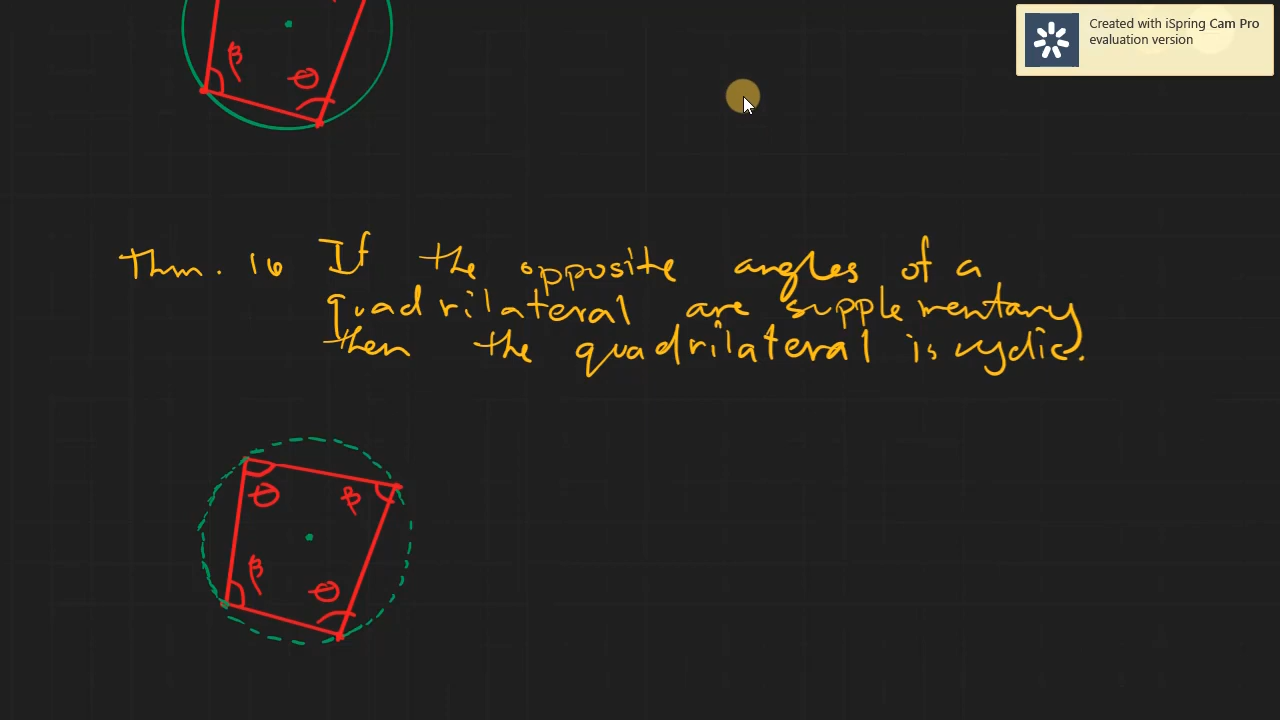 Created with iSpring Cam Pro
evaluation version
β
θ
Thm. 16 If the opposite angles of a
quadrilateral are supplementary
then the quadrilateral is cyclic.
θ β
β θ